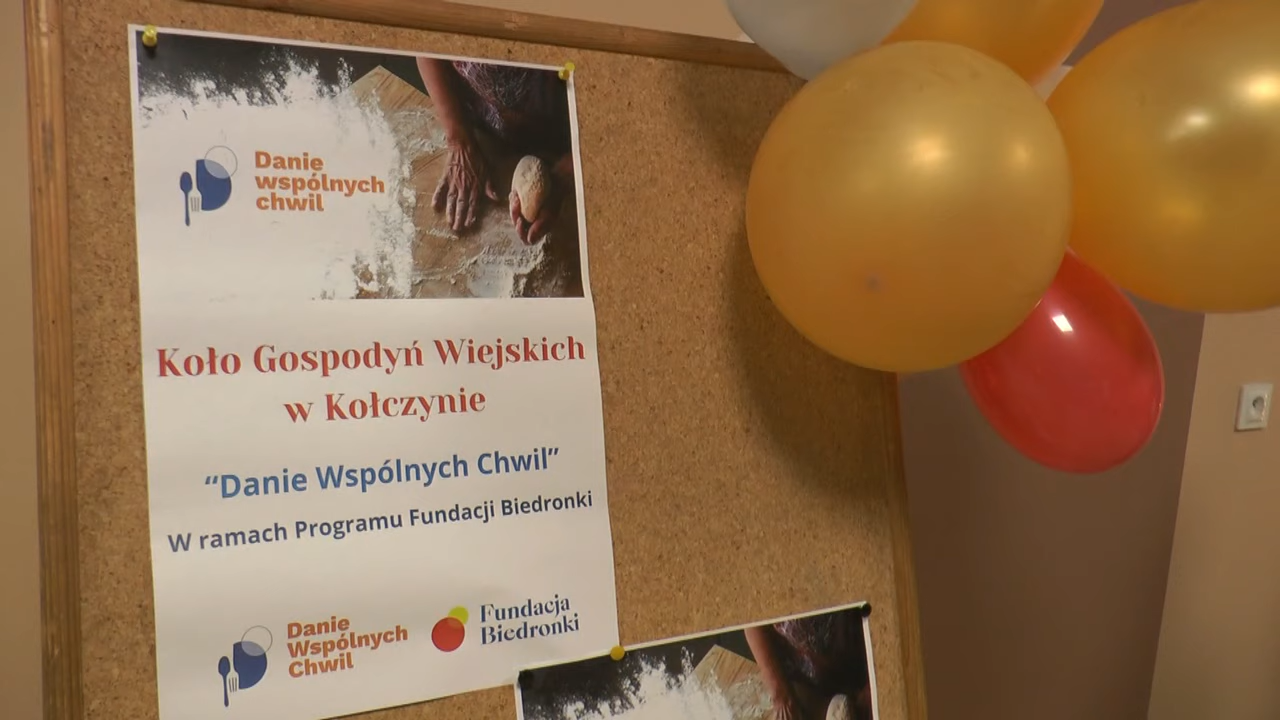 Danie
wspólnych
chwil
Koło Gospodyń Wiejskich
w Kołczynie
“Danie Wspólnych Chwil”
W ramach Programu Fundacji Biedronki
Danie
Wspólnych
Chwil
Fundacja
Biedronki